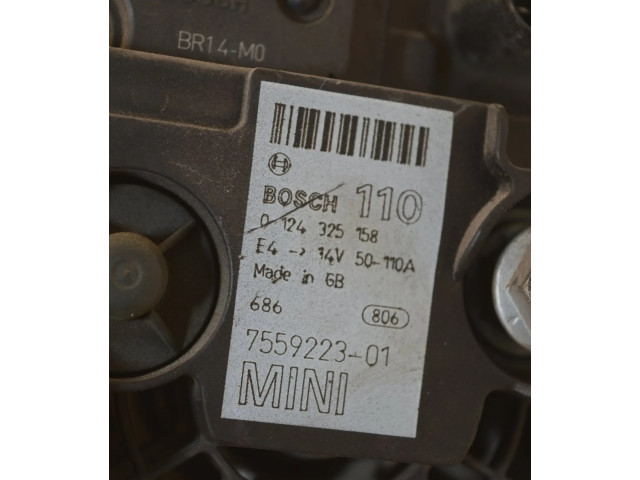 BOSCH
BR14-M0
BOSCH 110
0 124 325 158
E4 -> 14V 50-110A
Made in GB
686 806
7559223-01
MINI